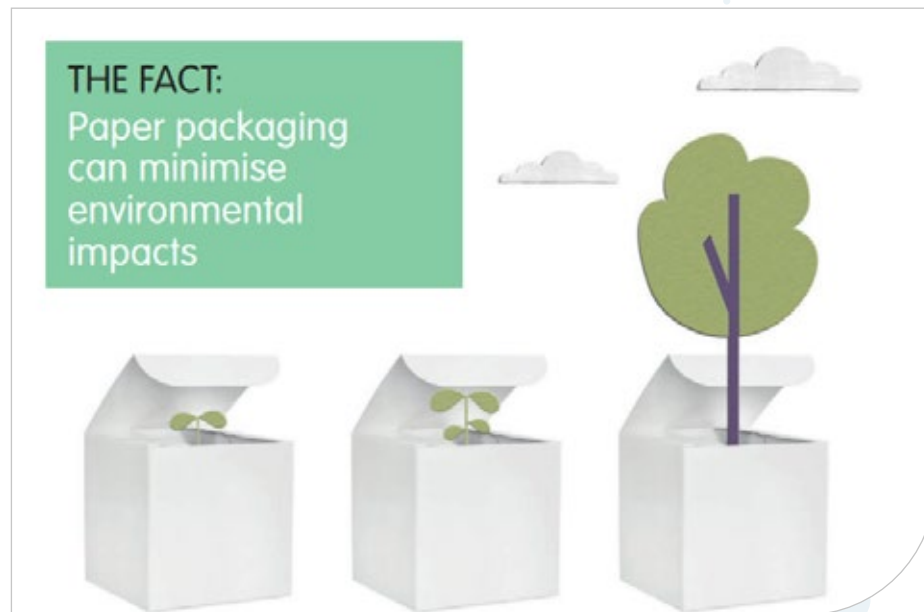 THE FACT:
Paper packaging
can minimise
environmental
impacts